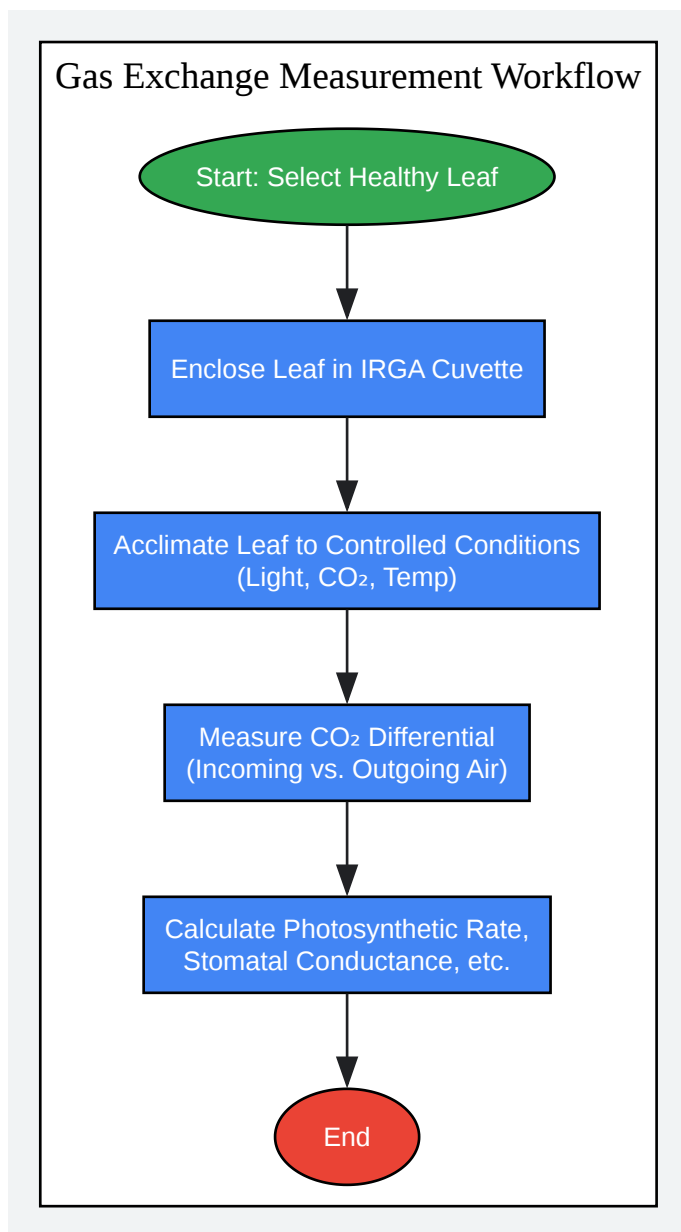 Gas Exchange Measurement Workflow
Start: Select Healthy Leaf
Enclose Leaf in IRGA Cuvette
Acclimate Leaf to Controlled Conditions
(Light, CO₂, Temp)
Measure CO₂ Differential
(Incoming vs. Outgoing Air)
Calculate Photosynthetic Rate,
Stomatal Conductance, etc.
End